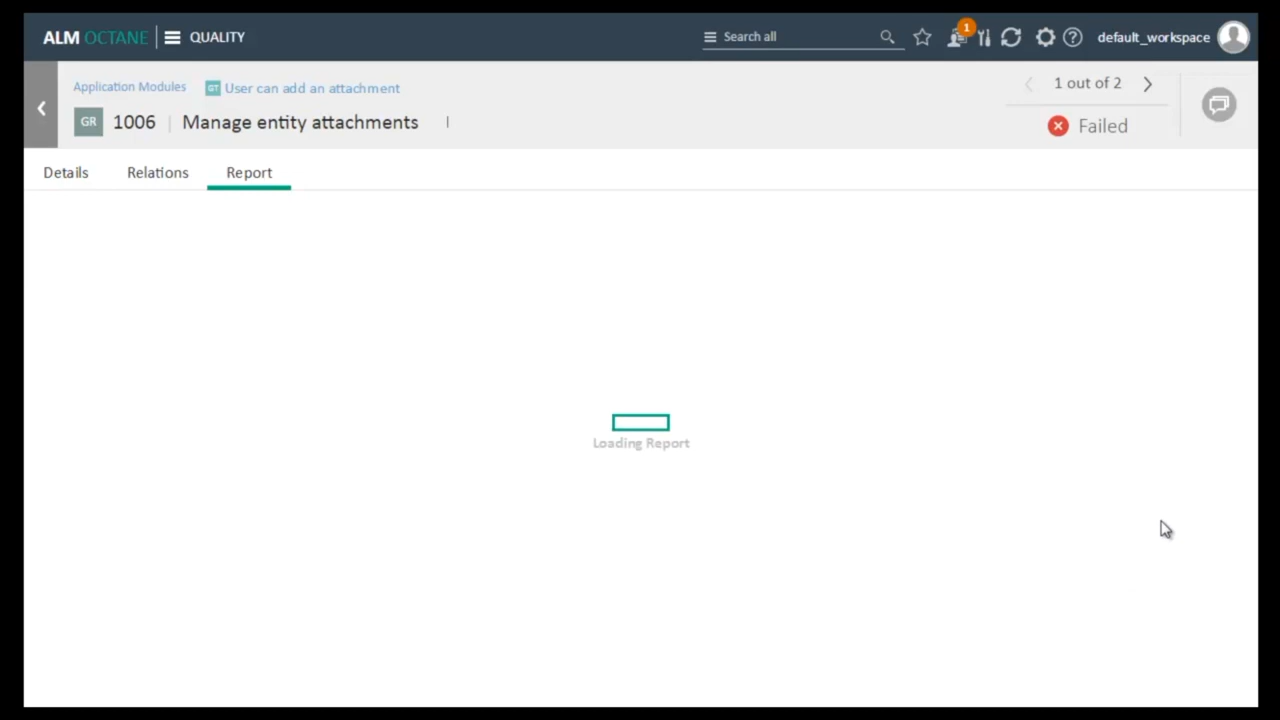 ALM OCTANE QUALITY Search all 1 default_workspace
Application Modules GT User can add an attachment 1 out of 2
GR 1006 Manage entity attachments Failed
Details Relations Report
Loading Report